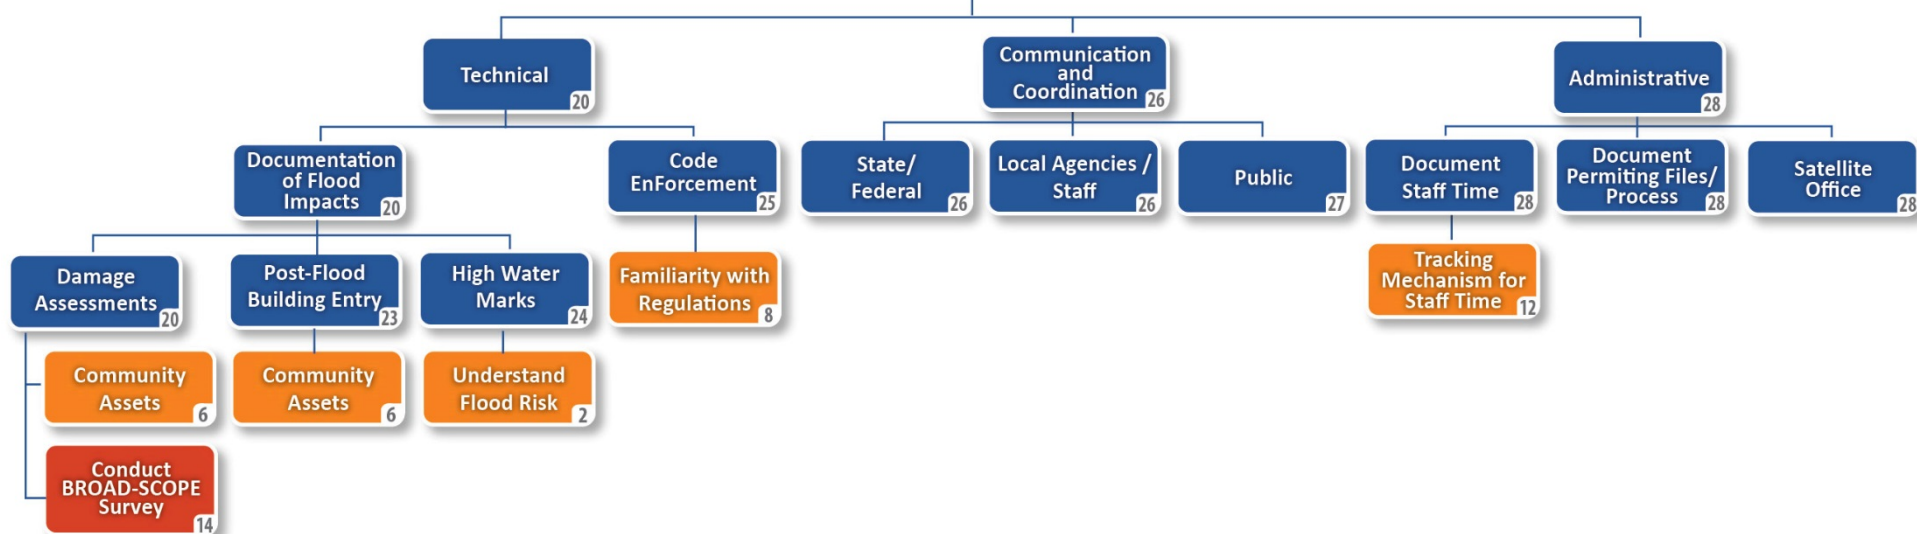 Technical
20
Communication
and
Coordination
26
Administrative
28
Documentation
of Flood
Impacts
20
Code
EnForcement
25
State/
Federal
26
Local Agencies /
Staff
26
Public
27
Document
Staff Time
28
Document
Permiting Files/
Process
28
Satellite
Office
28
Damage
Assessments
20
Post-Flood
Building Entry
23
High Water
Marks
24
Familiarity with
Regulations
8
Tracking
Mechanism for
Staff Time
12
Community
Assets
6
Community
Assets
6
Understand
Flood Risk
2
Conduct
BROAD-SCOPE
Survey
14